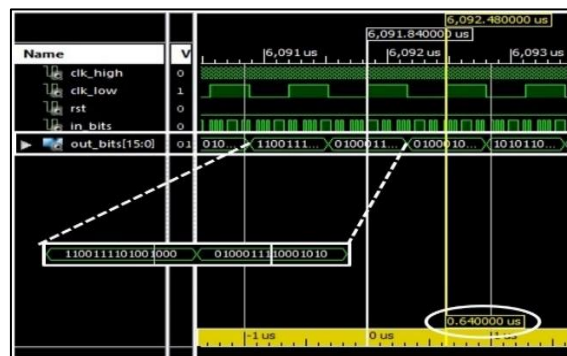 6,092.480000 us
6,091.840000 us
Name V
6,091 us 6,092 us 6,093 us
clk_high 0
clk_low 1
rst 0
in_bits 0
out_bits[15:0] 01 010... 1100111... 0100011... 0100010... 1010110...
1100111101001000 0100011110001010
0.640000 us
-1 us 0 us 1 us